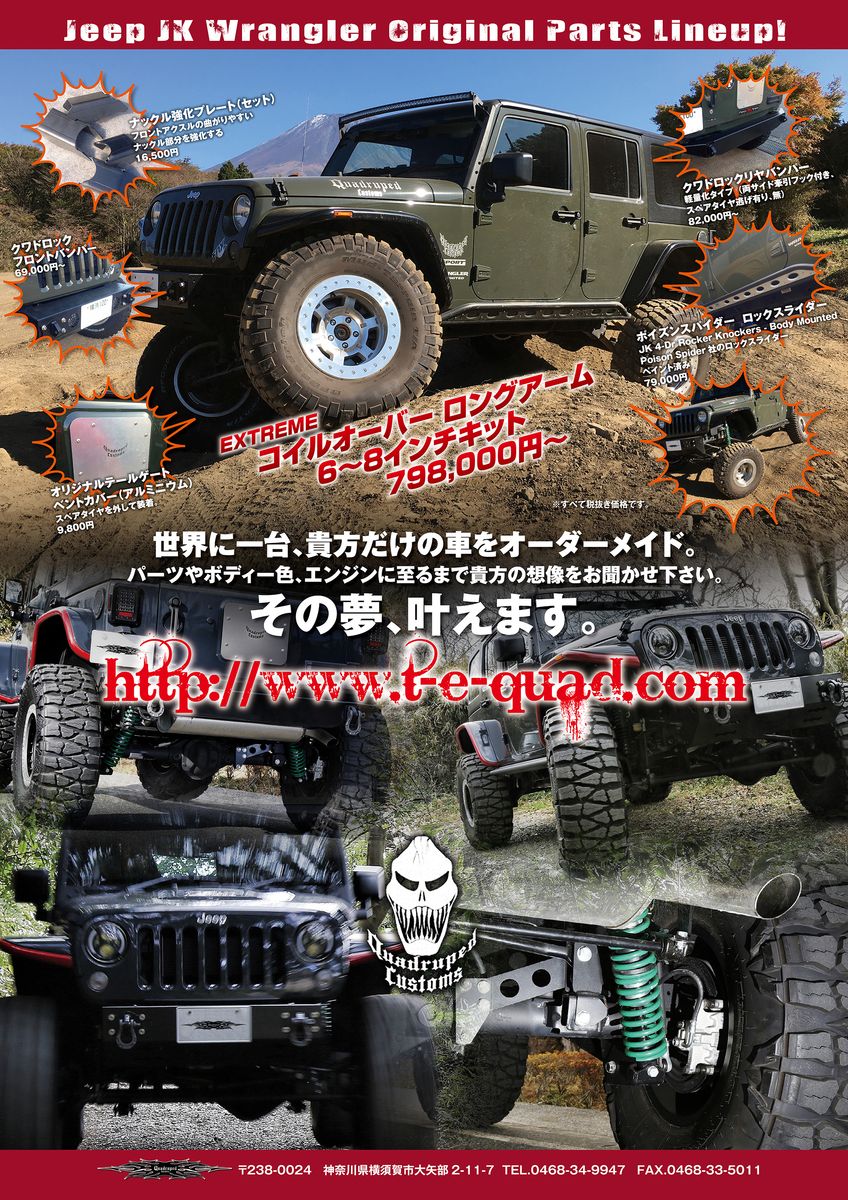 Jeep JK Wrangler Original Parts Lineup!
ナックル強化プレート（セット）
フロントアクスルの曲がりやすい
ナックル部分を強化する
16,500円
クワドロックリヤバンパー
軽量化タイプ（両サイド牽引フック付き、
スペアタイヤ逃げ有り、無）
82,000円～
クワドロック
フロントバンパー
69,000円～
Jeep
Quadruped
Customs
SPORT
WRANGLER
UNLIMITED
ポイズンスパイダー ロックスライダー
JK 4-Dr Rocker Knockers - Body Mounted
Poison Spider 社のロックスライダー
ペイント済み
79,000円
EXTREME
コイルオーバー ロングアーム
6～8インチキット
798,000円～
オリジナルテールゲート
ベントカバー（アルミニウム）
スペアタイヤを外して装着。
9,800円
※すべて税抜き価格です。
世界に一台、貴方だけの車をオーダーメイド。
パーツやボディー色、エンジンに至るまで貴方の想像をお聞かせ下さい。
その夢、叶えます。
http://www.t-e-quad.com
Jeep
Jeep
Quadruped
Customs
Quadruped
〒238-0024 神奈川県横須賀市大矢部 2-11-7 TEL.0468-34-9947 FAX.0468-33-5011